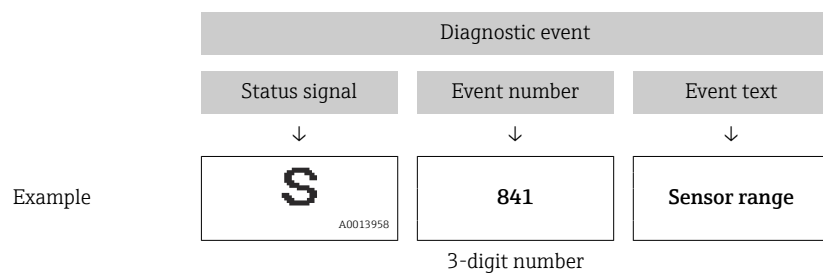 Diagnostic event
Status signal Event number Event text
↓ ↓ ↓
Example S 841 Sensor range
A0013958
3-digit number